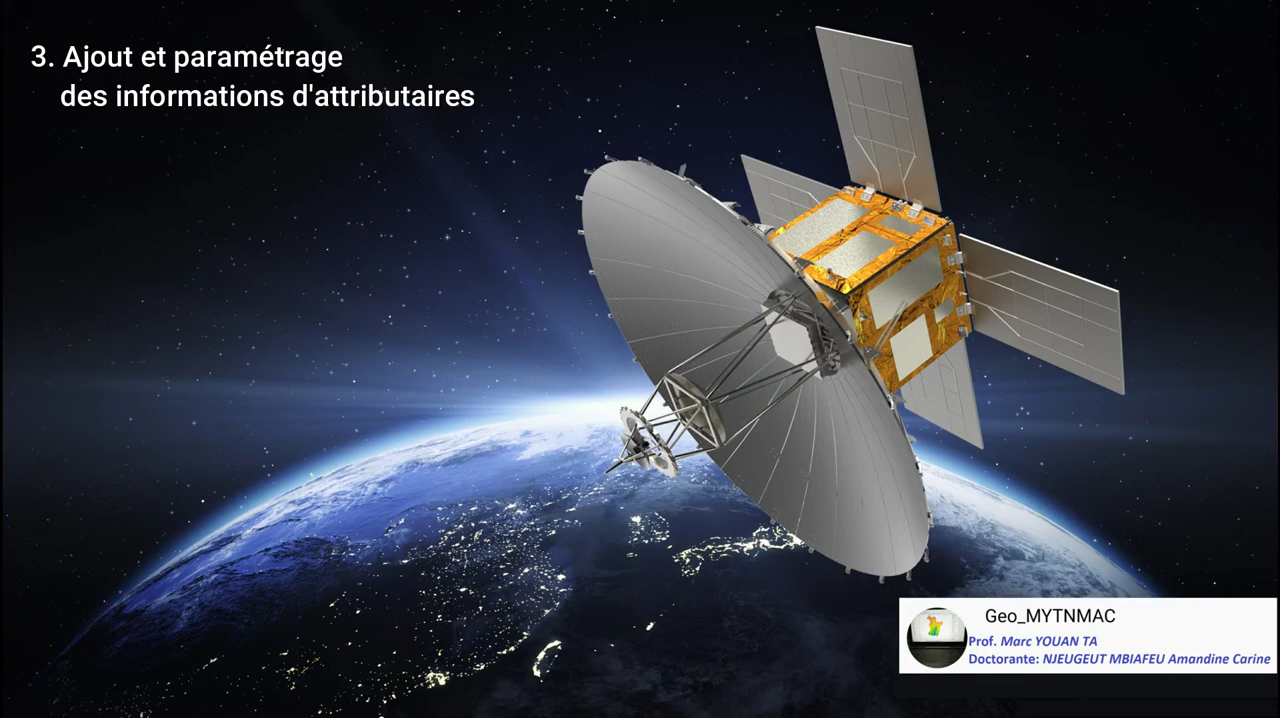 3. Ajout et paramétrage
des informations d'attributaires
Geo_MYTNMAC
Prof. Marc YOUAN TA
Doctorante: NJEUGEUT MBIAFEU Amandine Carine